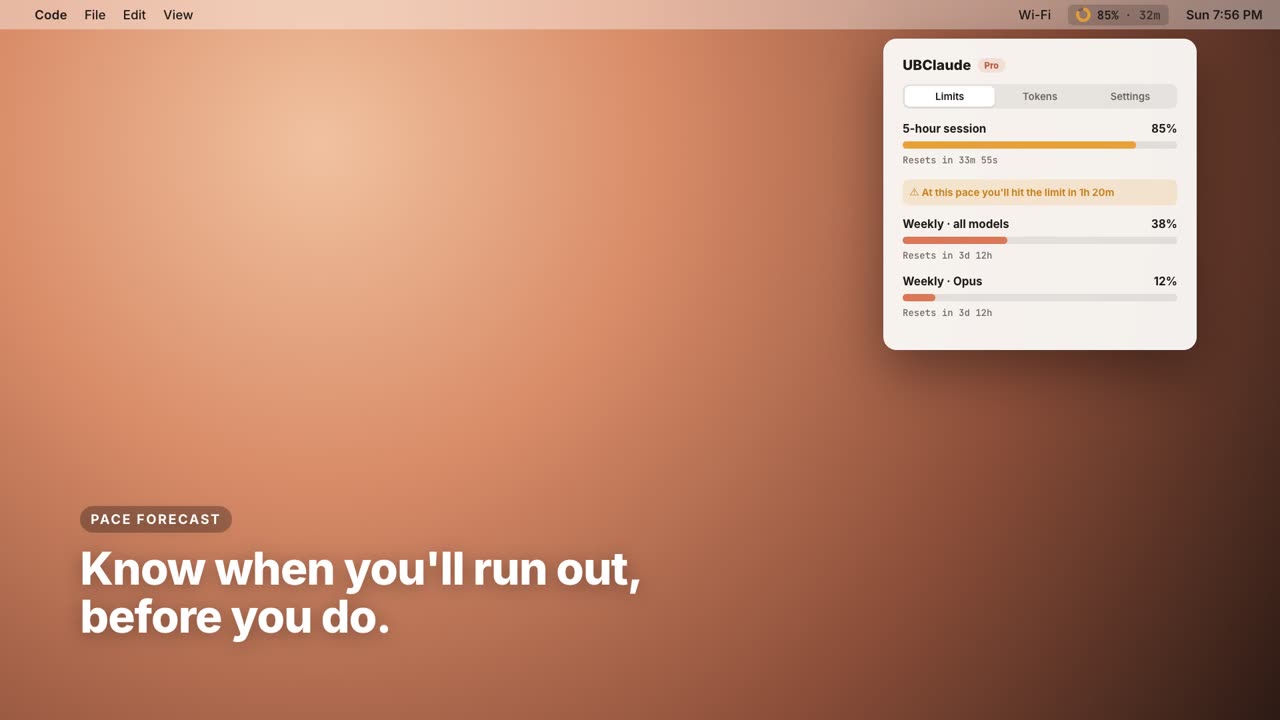 Code File Edit View Wi-Fi 85% · 32m Sun 7:56 PM
UBClaude Pro
Limits Tokens Settings
5-hour session 85%
Resets in 33m 55s
⚠ At this pace you'll hit the limit in 1h 20m
Weekly · all models 38%
Resets in 3d 12h
Weekly · Opus 12%
Resets in 3d 12h
PACE FORECAST
Know when you'll run out,
before you do.